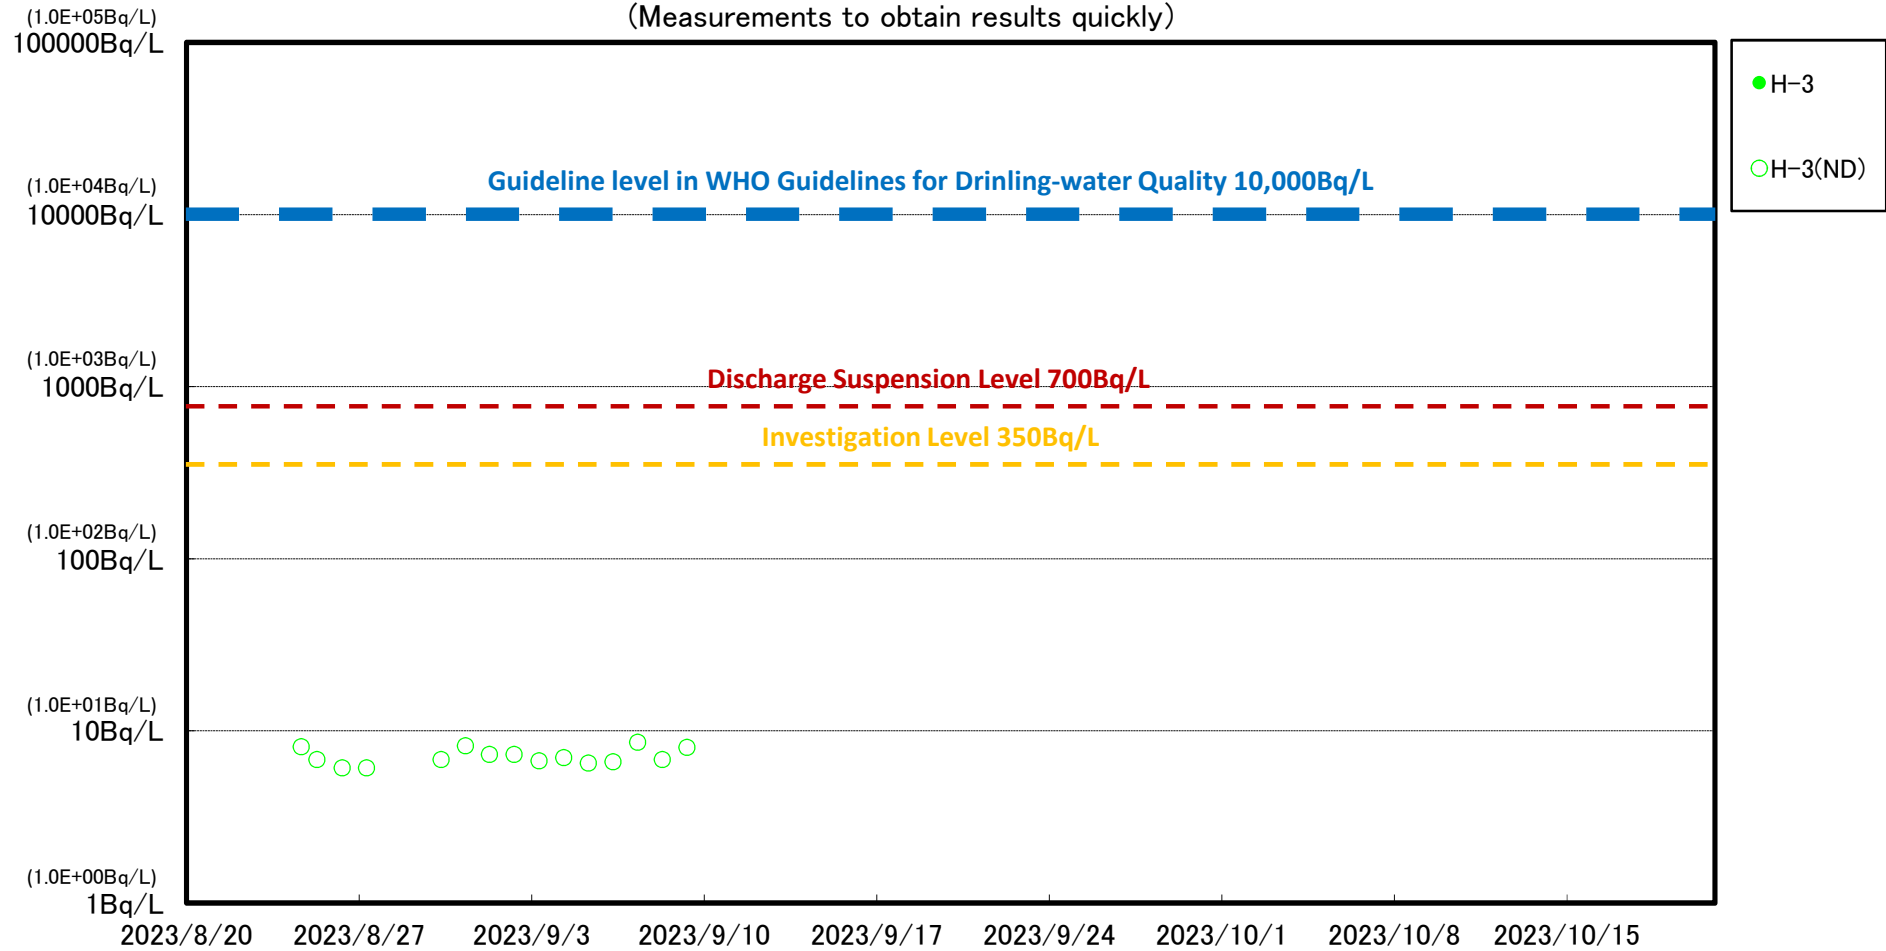 (Measurements to obtain results quickly)
(1.0E+05Bq/L)
100000Bq/L
H-3
H-3(ND)
Guideline level in WHO Guidelines for Drinling-water Quality 10,000Bq/L
(1.0E+04Bq/L)
10000Bq/L
(1.0E+03Bq/L)
1000Bq/L
Discharge Suspension Level 700Bq/L
Investigation Level 350Bq/L
(1.0E+02Bq/L)
100Bq/L
(1.0E+01Bq/L)
10Bq/L
(1.0E+00Bq/L)
1Bq/L
2023/8/20 2023/8/27 2023/9/3 2023/9/10 2023/9/17 2023/9/24 2023/10/1 2023/10/8 2023/10/15